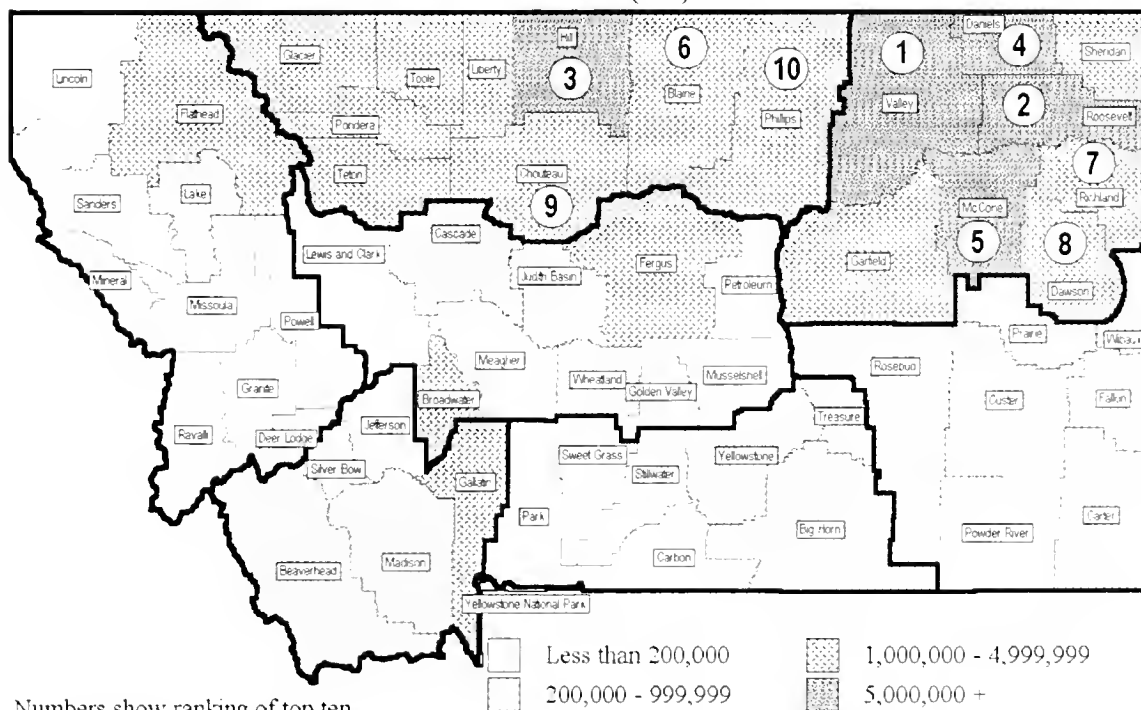 Lincoln
Flathead
Lake
Sanders
Mineral
Missoula
Powell
Granite
Ravalli
Deer Lodge
Glacier
Toole
Liberty
Hill
3
6
Blaine
10
Phillips
Pondera
Teton
Chouteau
9
1
Valley
Daniels
4
Sheridan
2
Roosevelt
7
Richland
McCone
5
8
Dawson
Garfield
Cascade
Lewis and Clark
Judith Basin
Fergus
Petroleum
Meagher
Wheatland
Golden Valley
Musselshell
Broadwater
Jefferson
Silver Bow
Gallatin
Madison
Beaverhead
Yellowstone National Park
Sweet Grass
Stillwater
Yellowstone
Treasure
Park
Carbon
Big Horn
Rosebud
Custer
Prairie
Fallon
Powder River
Carter
Less than 200,000
200,000 - 999,999
1,000,000 - 4,999,999
5,000,000 +
Numbers show ranking of top ten